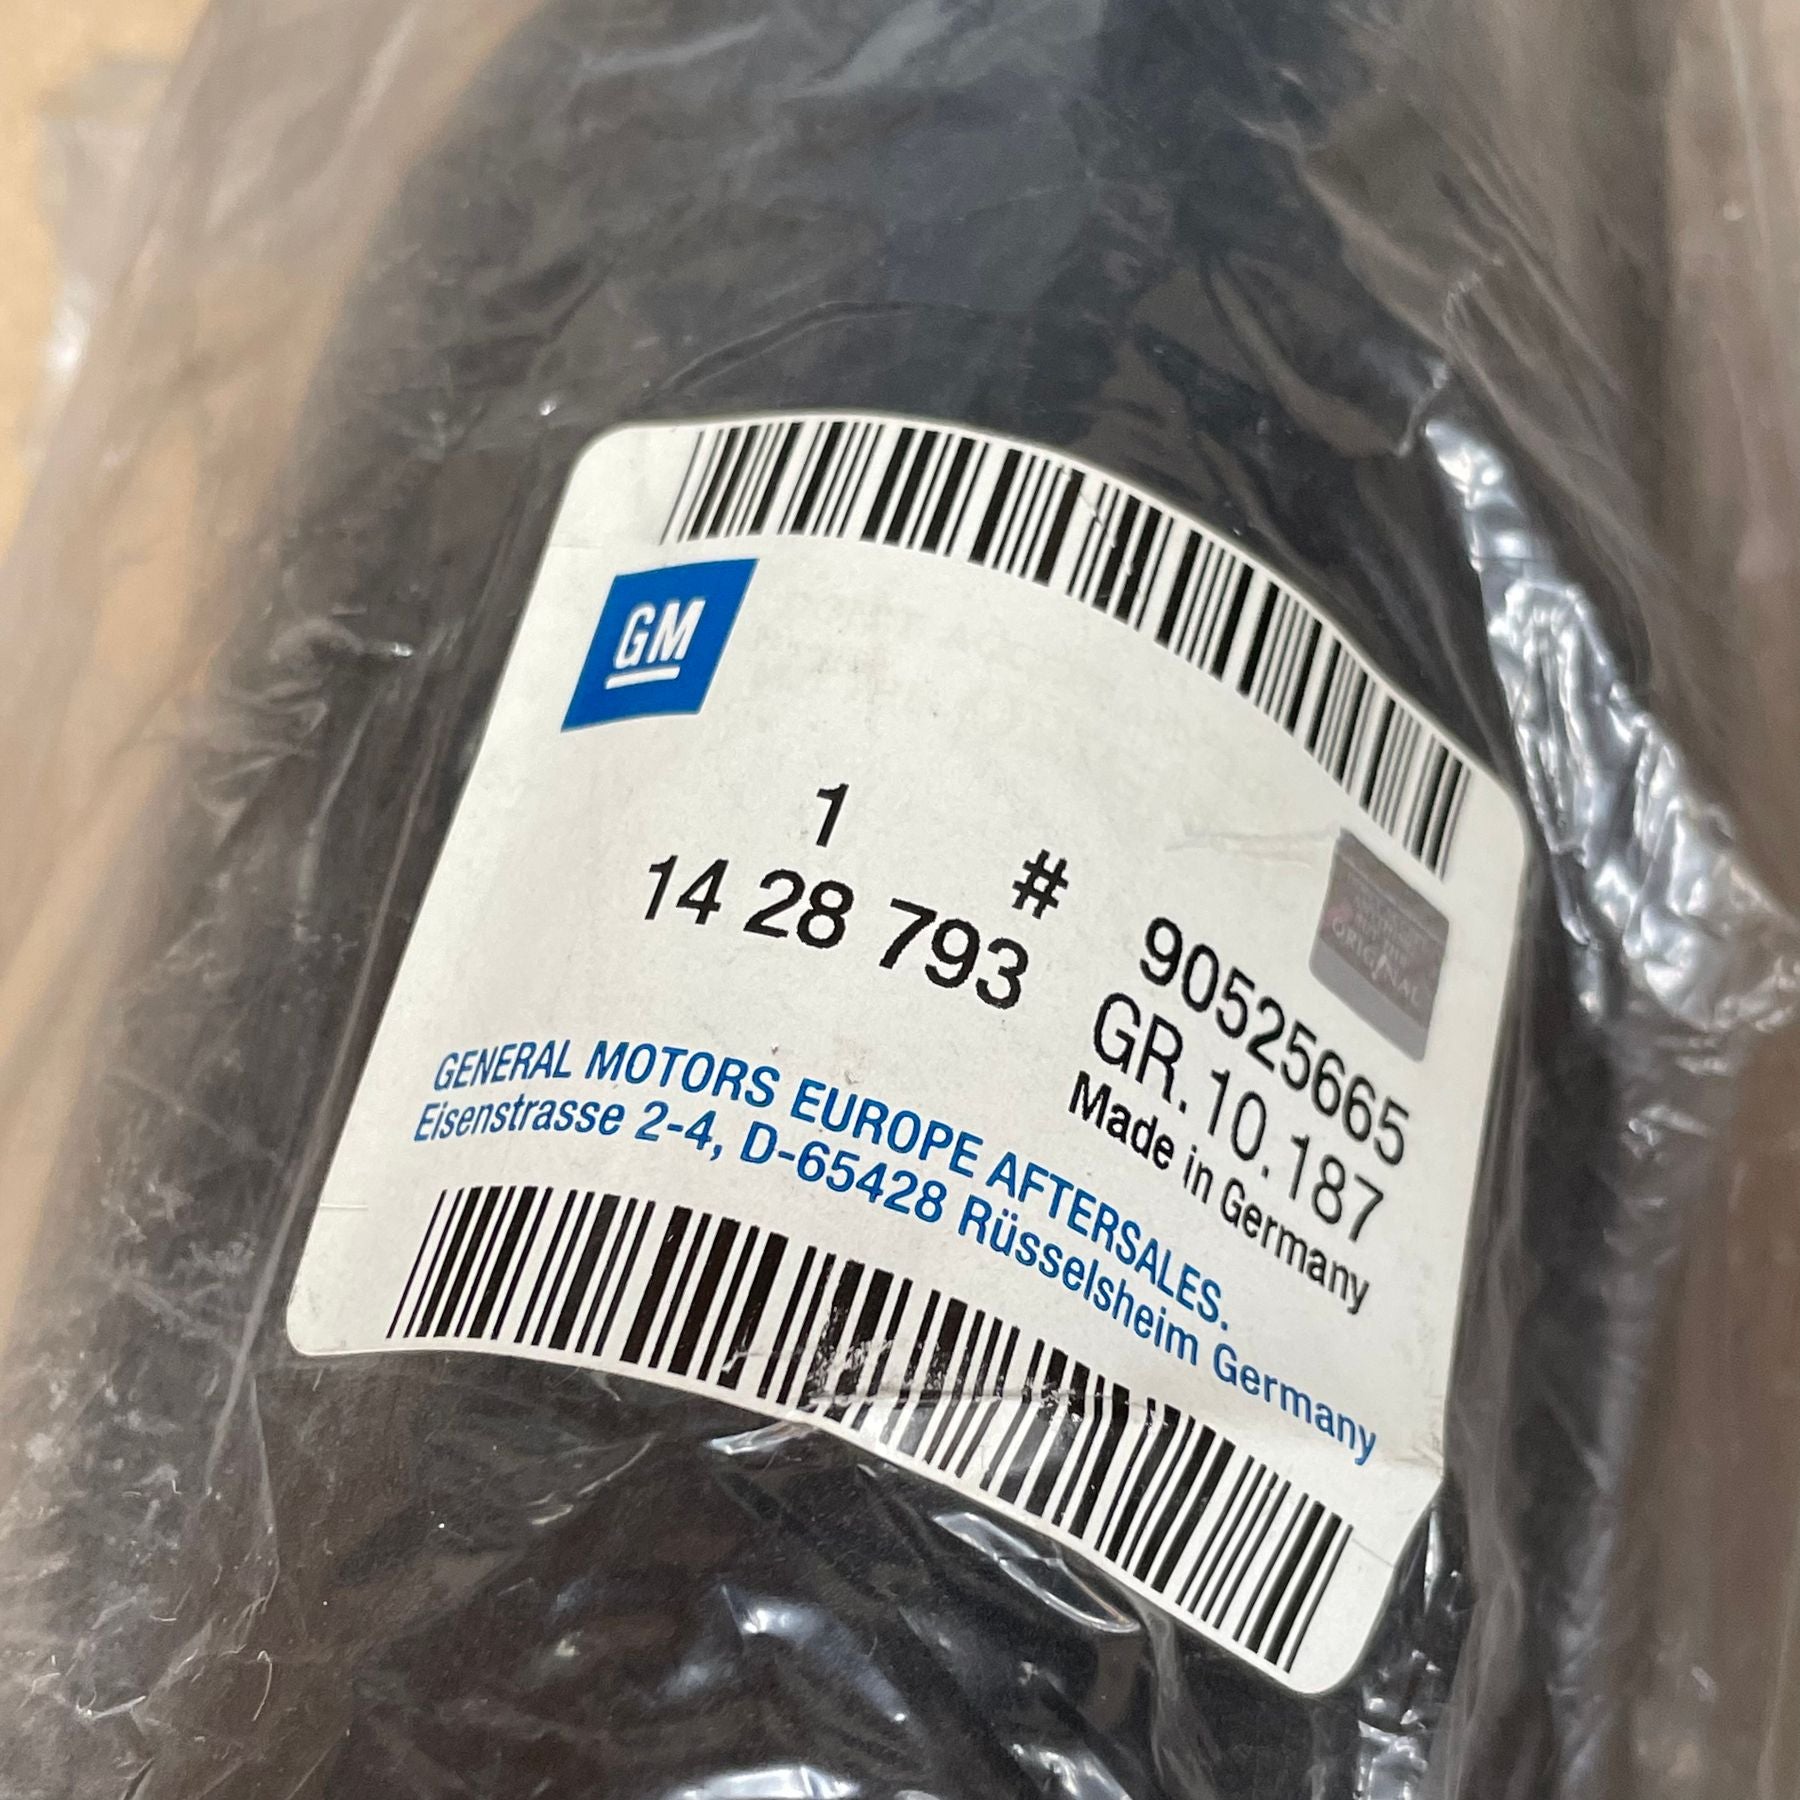 GM
1
14 28 793
#
90525665
GR. 10. 187
Made in Germany
GENERAL MOTORS EUROPE AFTERSALES.
Eisenstrasse 2-4, D-65428 Rüsselsheim Germany
ORIGINAL